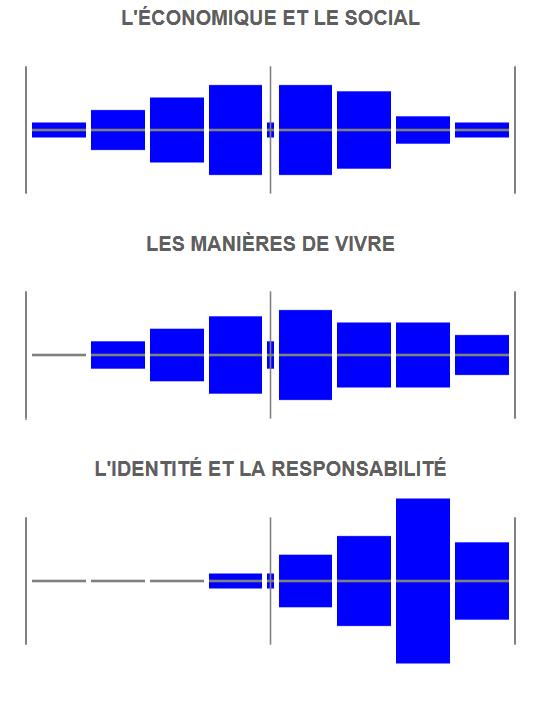 L'ÉCONOMIQUE ET LE SOCIAL
LES MANIÈRES DE VIVRE
L'IDENTITÉ ET LA RESPONSABILITÉ